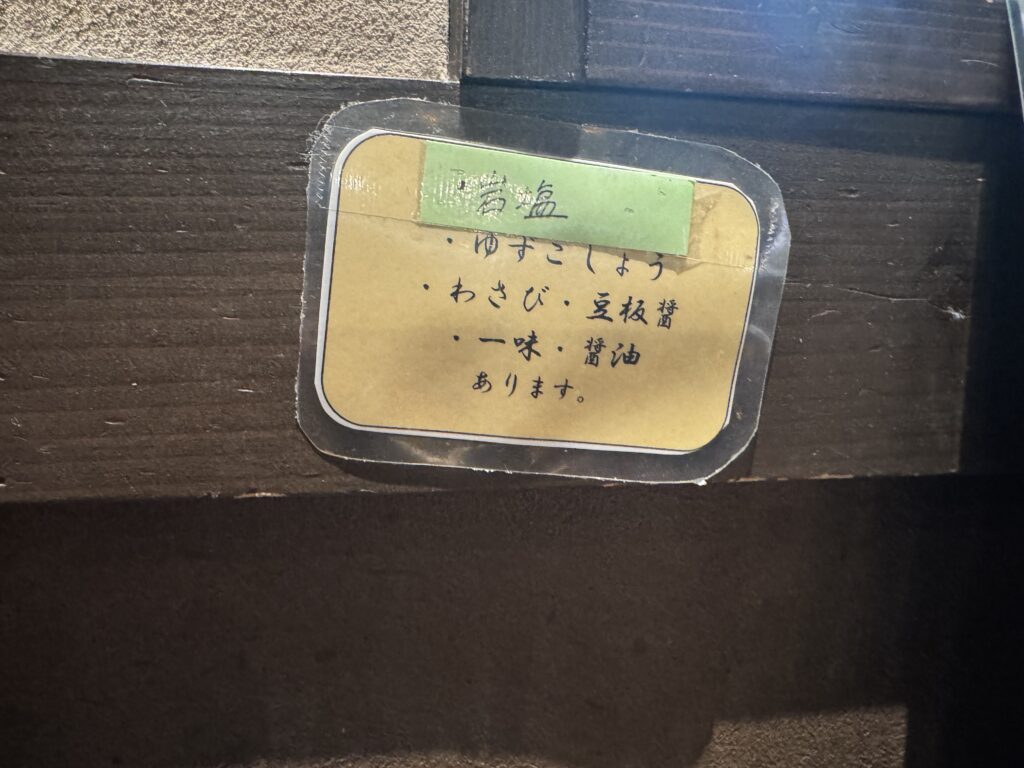 ・岩塩
・ゆずこしょう
・わさび・豆板醤
・一味・醤油
あります。